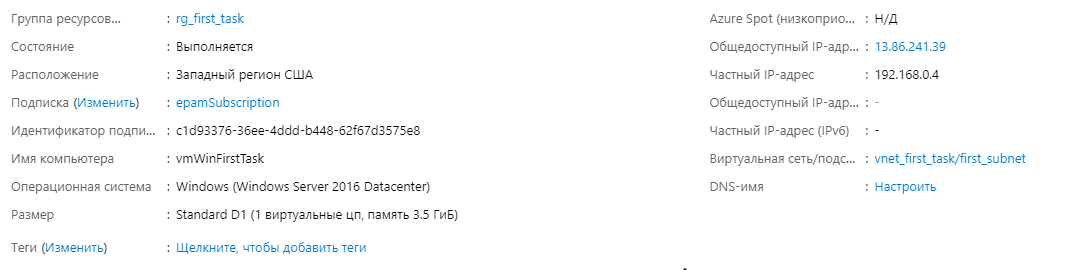 Группа ресурсов... : rg_first_task
Состояние : Выполняется
Расположение : Западный регион США
Подписка (Изменить) : epamSubscription
Идентификатор подпи... : c1d93376-36ee-4ddd-b448-62f67d3575e8
Имя компьютера : vmWinFirstTask
Операционная система : Windows (Windows Server 2016 Datacenter)
Размер : Standard D1 (1 виртуальные цп, память 3.5 ГиБ)
Теги (Изменить) : Щелкните, чтобы добавить теги
Azure Spot (низкоприо... : Н/Д
Общедоступный IP-адр... : 13.86.241.39
Частный IP-адрес : 192.168.0.4
Общедоступный IP-адр... : -
Частный IP-адрес (IPv6) : -
Виртуальная сеть/подс... : vnet_first_task/first_subnet
DNS-имя : Настроить